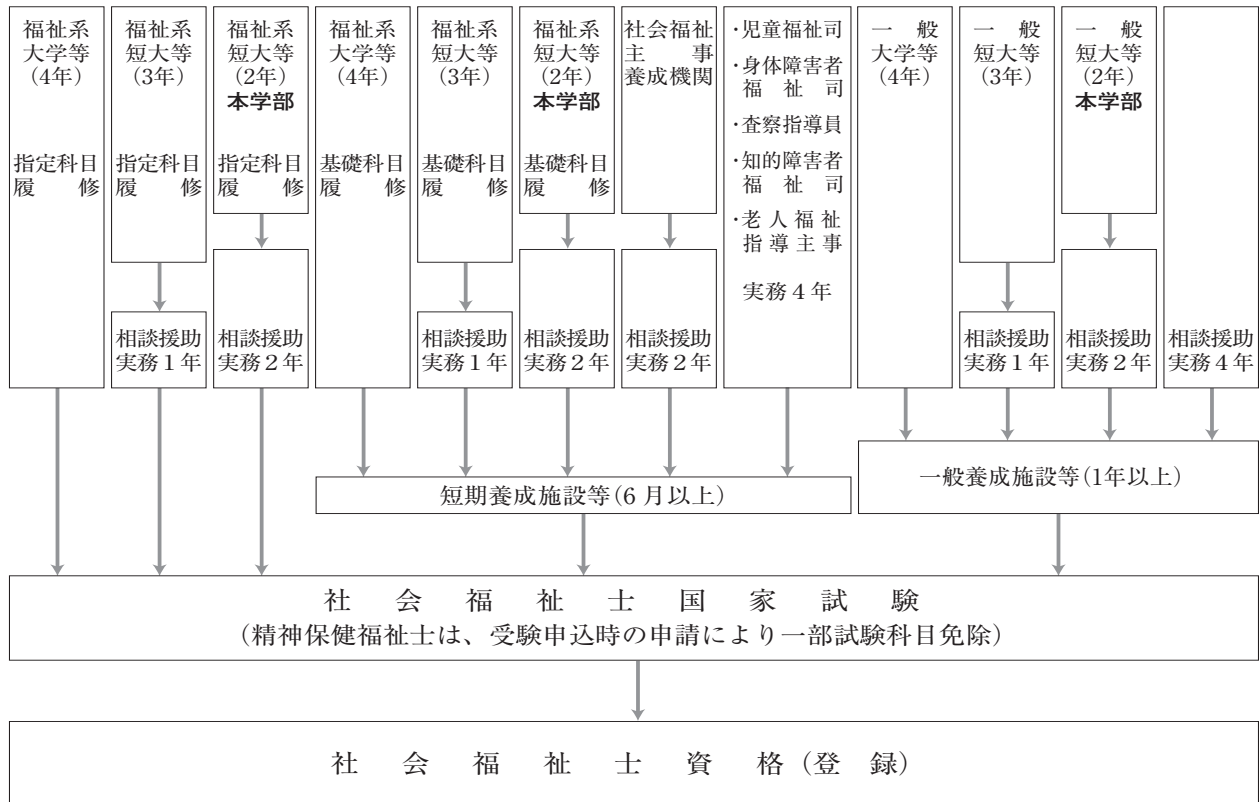 福祉系
大学等
(4年)
指定科目
履修
福祉系
短大等
(3年)
指定科目
履修
相談援助
実務1年
福祉系
短大等
(2年)
本学部
指定科目
履修
相談援助
実務2年
福祉系
大学等
(4年)
基礎科目
履修
福祉系
短大等
(3年)
基礎科目
履修
相談援助
実務1年
福祉系
短大等
(2年)
本学部
基礎科目
履修
相談援助
実務2年
社会福祉
主事
養成機関
相談援助
実務2年
・児童福祉司
・身体障害者
福祉司
・査察指導員
・知的障害者
福祉司
・老人福祉
指導主事
実務4年
一般
大学等
(4年)
一般
短大等
(3年)
相談援助
実務1年
一般
短大等
(2年)
本学部
相談援助
実務2年
相談援助
実務4年
短期養成施設等(6月以上)
一般養成施設等(1年以上)
社会福祉士国家試験
(精神保健福祉士は、受験申込時の申請により一部試験科目免除)
社会福祉士資格(登録)